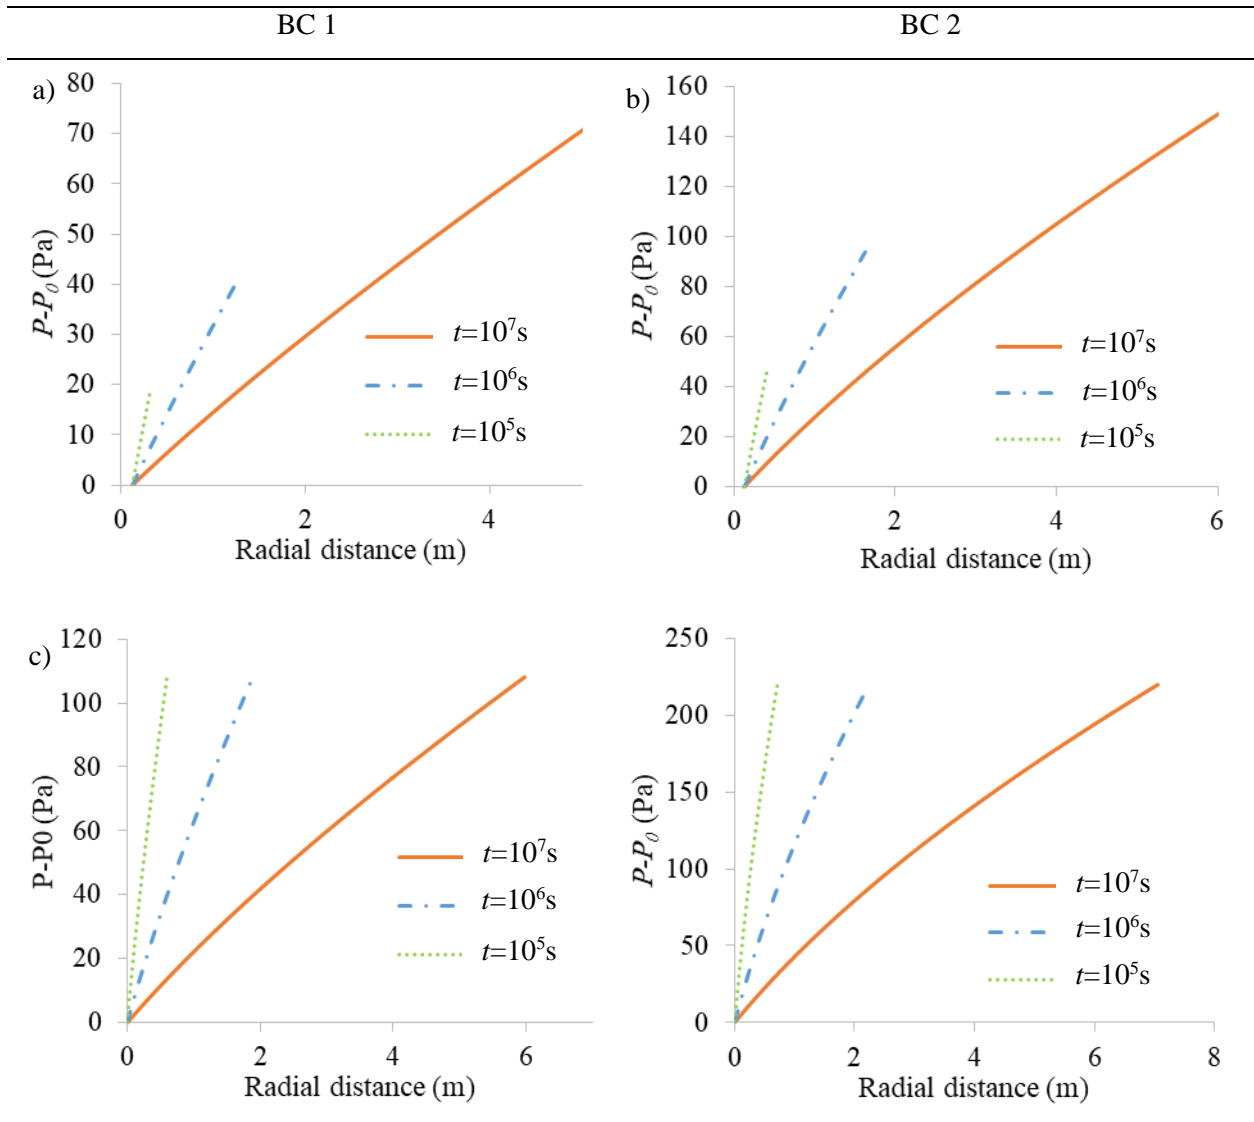 BC 1 BC 2
a)
80
70
60
50
40
30
20
10
0
P-P₀ (Pa)
t=10⁷s
t=10⁶s
t=10⁵s
0 2 4
Radial distance (m)
b)
160
140
120
100
80
60
40
20
0
P-P₀ (Pa)
t=10⁷s
t=10⁶s
t=10⁵s
0 2 4 6
Radial distance (m)
c)
120
100
80
60
40
20
0
P-P0 (Pa)
t=10⁷s
t=10⁶s
t=10⁵s
0 2 4 6
Radial distance (m)
250
200
150
100
50
0
P-P₀ (Pa)
t=10⁷s
t=10⁶s
t=10⁵s
0 2 4 6 8
Radial distance (m)